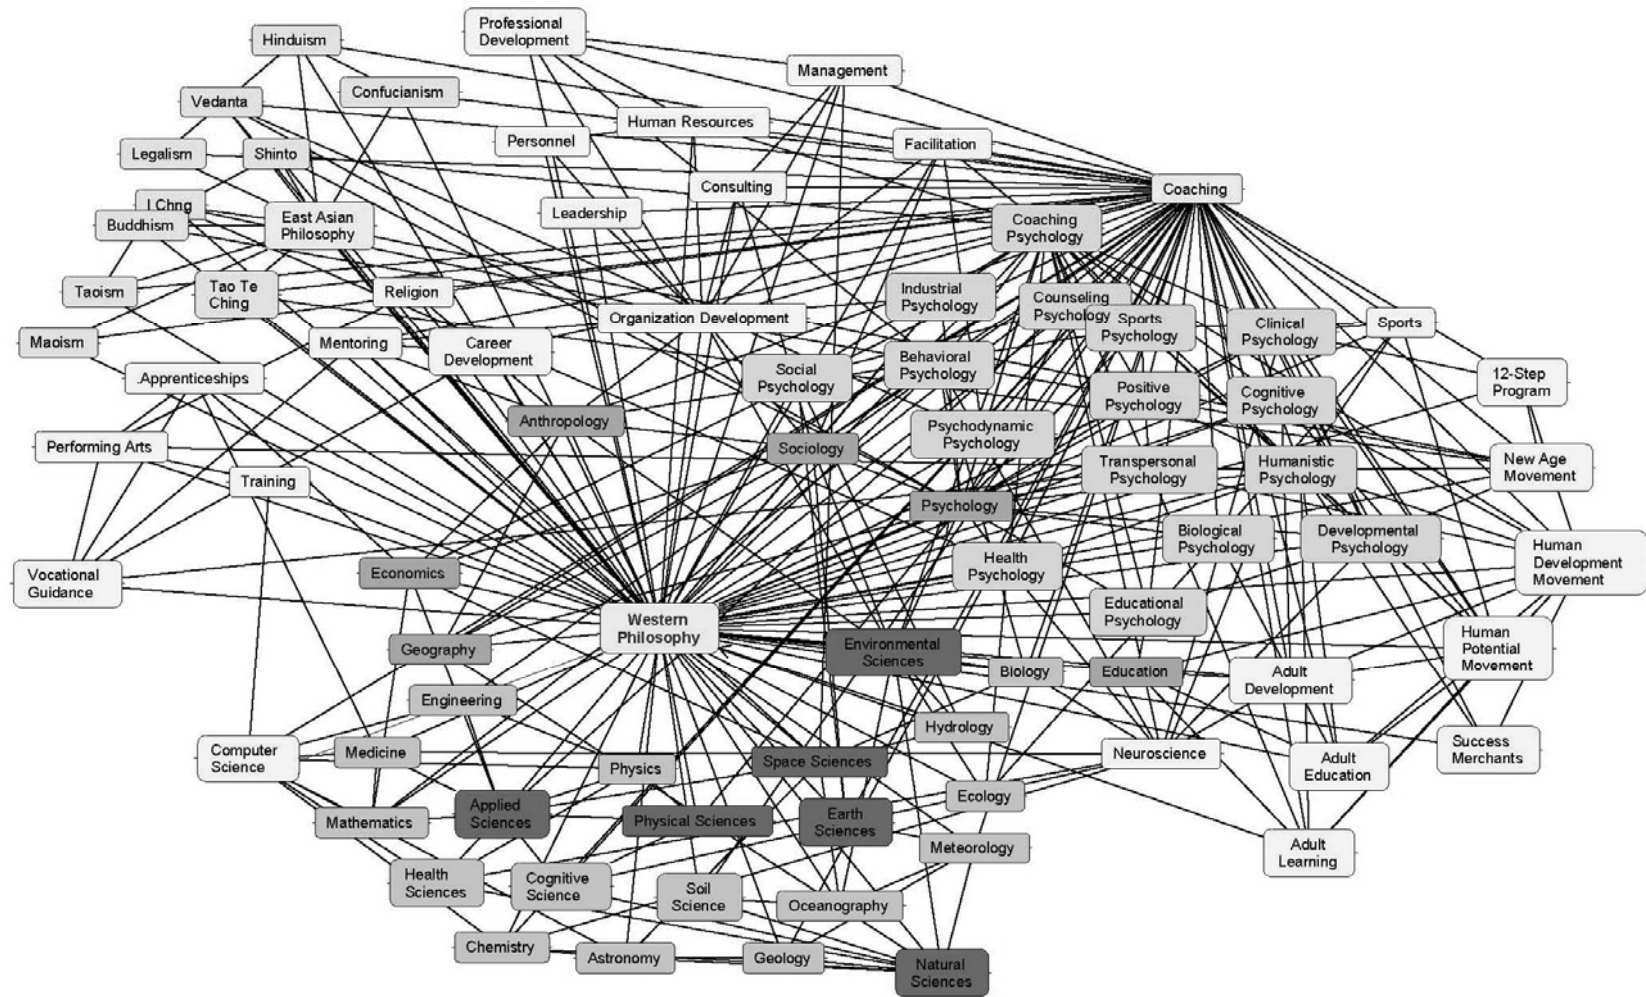 Hinduism
Professional
Development
Management
Vedanta
Confucianism
Personnel
Human Resources
Facilitation
Legalism
Shinto
Consulting
Coaching
I Chng
Buddhism
East Asian
Philosophy
Leadership
Coaching
Psychology
Taoism
Tao Te
Ching
Religion
Organization Development
Industrial
Psychology
Counseling
Psychology
Sports
Psychology
Clinical
Psychology
Sports
Maoism
Mentoring
Career
Development
Social
Psychology
Behavioral
Psychology
Positive
Psychology
Cognitive
Psychology
12-Step
Program
.Apprenticeships
Anthropology
Sociology
Psychodynamic
Psychology
Performing Arts
Training
Psychology
Transpersonal
Psychology
Humanistic
Psychology
New Age
Movement
Vocational
Guidance
Economics
Health
Psychology
Biological
Psychology
Developmental
Psychology
Human
Development
Movement
Western
Philosophy
Educational
Psychology
Geography
Environmental
Sciences
Biology
Education
Adult
Development
Human
Potential
Movement
Engineering
Hydrology
Computer
Science
Medicine
Physics
Space Sciences
Neuroscience
Adult
Education
Success
Merchants
Mathematics
Applied
Sciences
Physical Sciences
Earth
Sciences
Ecology
Meteorology
Adult
Learning
Health
Sciences
Cognitive
Science
Soil
Science
Oceanography
Chemistry
Astronomy
Geology
Natural
Sciences